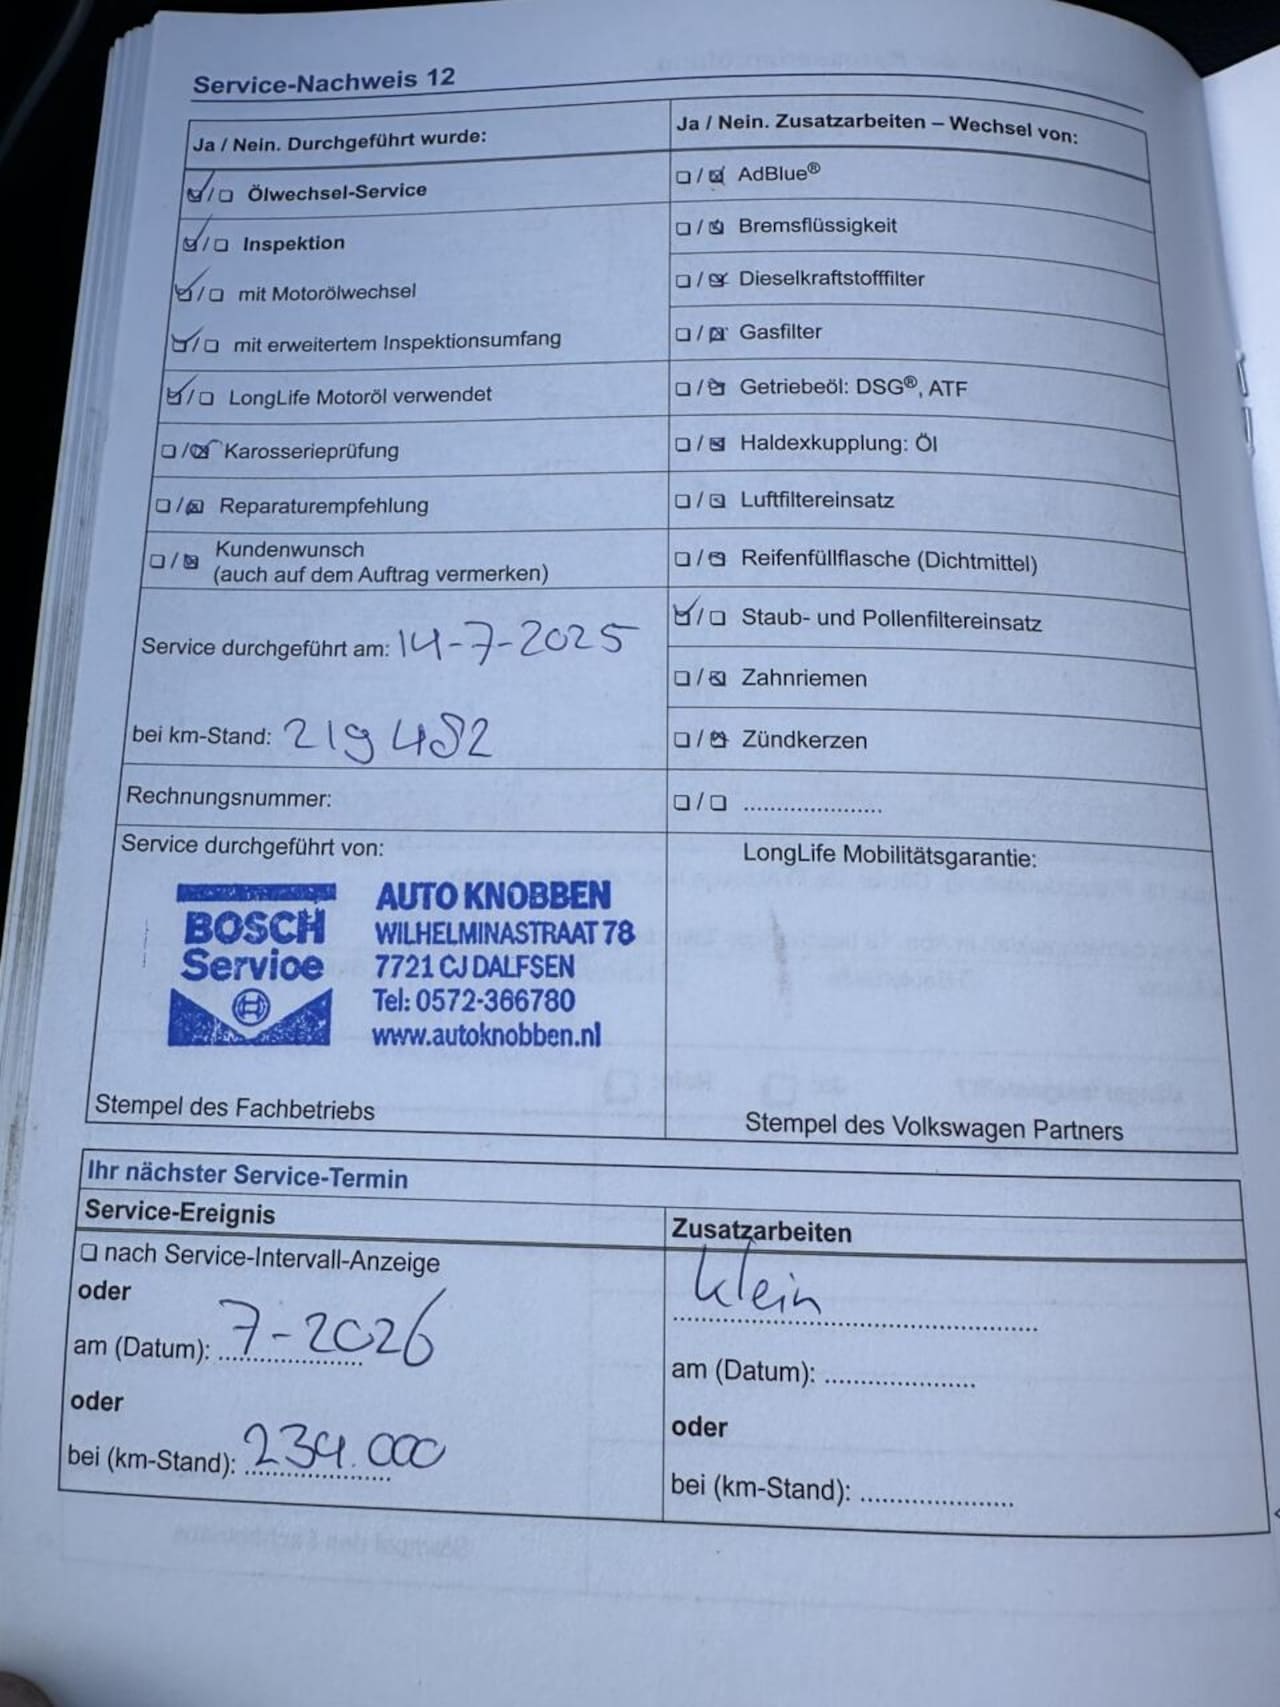 Service-Nachweis 12
Ja / Nein. Durchgeführt wurde:
Ölwechsel-Service
Inspektion
mit Motorölwechsel
mit erweitertem Inspektionsumfang
LongLife Motoröl verwendet
Karosserieprüfung
Reparaturempfehlung
Kundenwunsch
(auch auf dem Auftrag vermerken)
Service durchgeführt am: 14-7-2025
bei km-Stand: 219482
Rechnungsnummer:
Ja / Nein. Zusatzarbeiten – Wechsel von:
AdBlue®
Bremsflüssigkeit
Dieselkraftstofffilter
Gasfilter
Getriebeöl: DSG®, ATF
Haldexkupplung: Öl
Luftfiltereinsatz
Reifenfüllflasche (Dichtmittel)
Staub- und Pollenfiltereinsatz
Zahnriemen
Zündkerzen
....................
Service durchgeführt von:
BOSCH
Service
AUTO KNOBBEN
WILHELMINASTRAAT 78
7721 CJ DALFSEN
Tel: 0572-366780
www.autoknobben.nl
Stempel des Fachbetriebs
LongLife Mobilitätsgarantie:
Stempel des Volkswagen Partners
Ihr nächster Service-Termin
Service-Ereignis
nach Service-Intervall-Anzeige
oder
am (Datum): 7-2026
oder
bei (km-Stand): 234.000
Zusatzarbeiten
klein
am (Datum): .....................
oder
bei (km-Stand): .....................